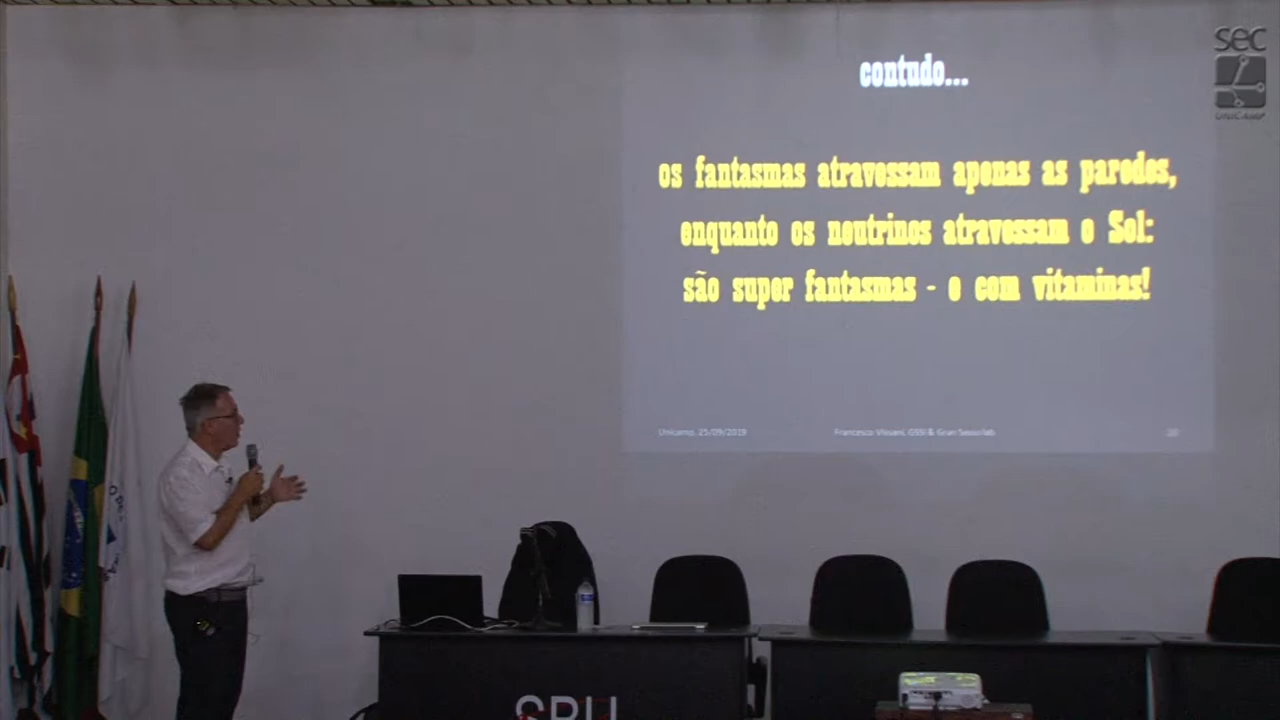 sec
UNICAMP
contudo...
os fantasmas atravessam apenas as paredes,
enquanto os neutrinos atravessam o Sol:
são super fantasmas - e com vitaminas!
Unicamp, 25/09/2019
Francesco Vissani, GSSI & Gran Sasso lab